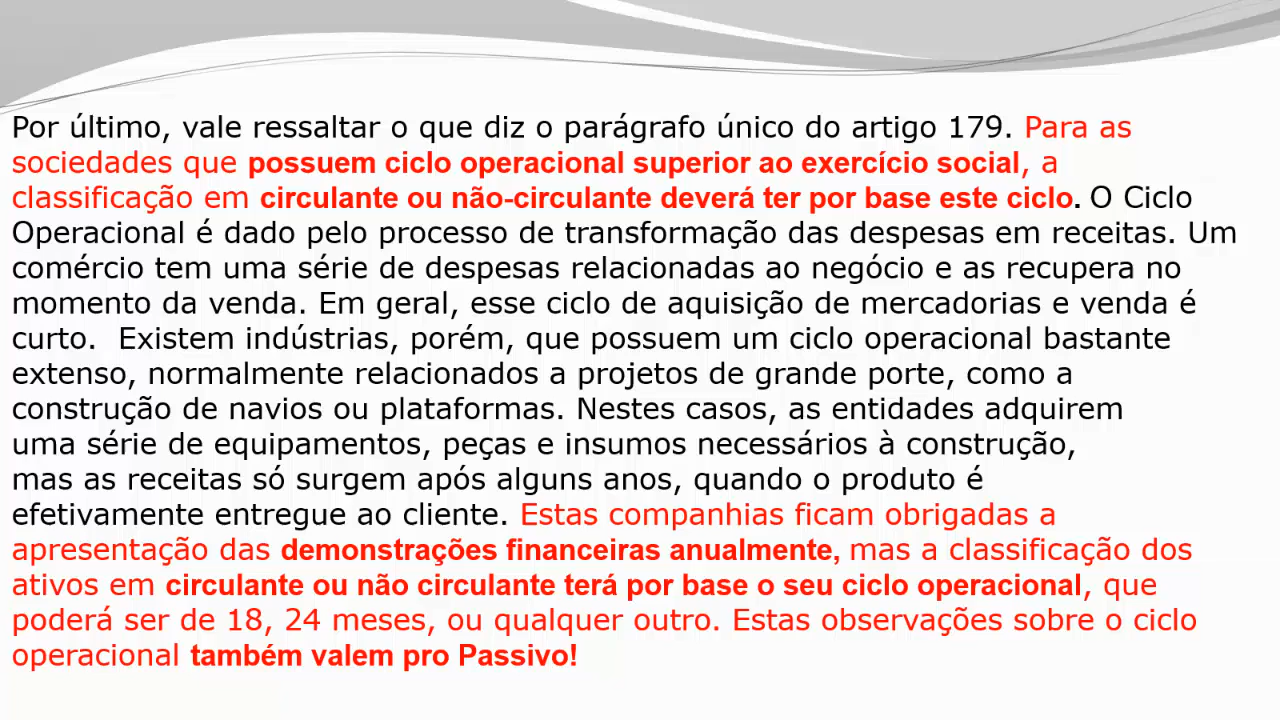 Por último, vale ressaltar o que diz o parágrafo único do artigo 179. Para as
sociedades que possuem ciclo operacional superior ao exercício social, a
classificação em circulante ou não-circulante deverá ter por base este ciclo. O Ciclo
Operacional é dado pelo processo de transformação das despesas em receitas. Um
comércio tem uma série de despesas relacionadas ao negócio e as recupera no
momento da venda. Em geral, esse ciclo de aquisição de mercadorias e venda é
curto. Existem indústrias, porém, que possuem um ciclo operacional bastante
extenso, normalmente relacionados a projetos de grande porte, como a
construção de navios ou plataformas. Nestes casos, as entidades adquirem
uma série de equipamentos, peças e insumos necessários à construção,
mas as receitas só surgem após alguns anos, quando o produto é
efetivamente entregue ao cliente. Estas companhias ficam obrigadas a
apresentação das demonstrações financeiras anualmente, mas a classificação dos
ativos em circulante ou não circulante terá por base o seu ciclo operacional, que
poderá ser de 18, 24 meses, ou qualquer outro. Estas observações sobre o ciclo
operacional também valem pro Passivo!